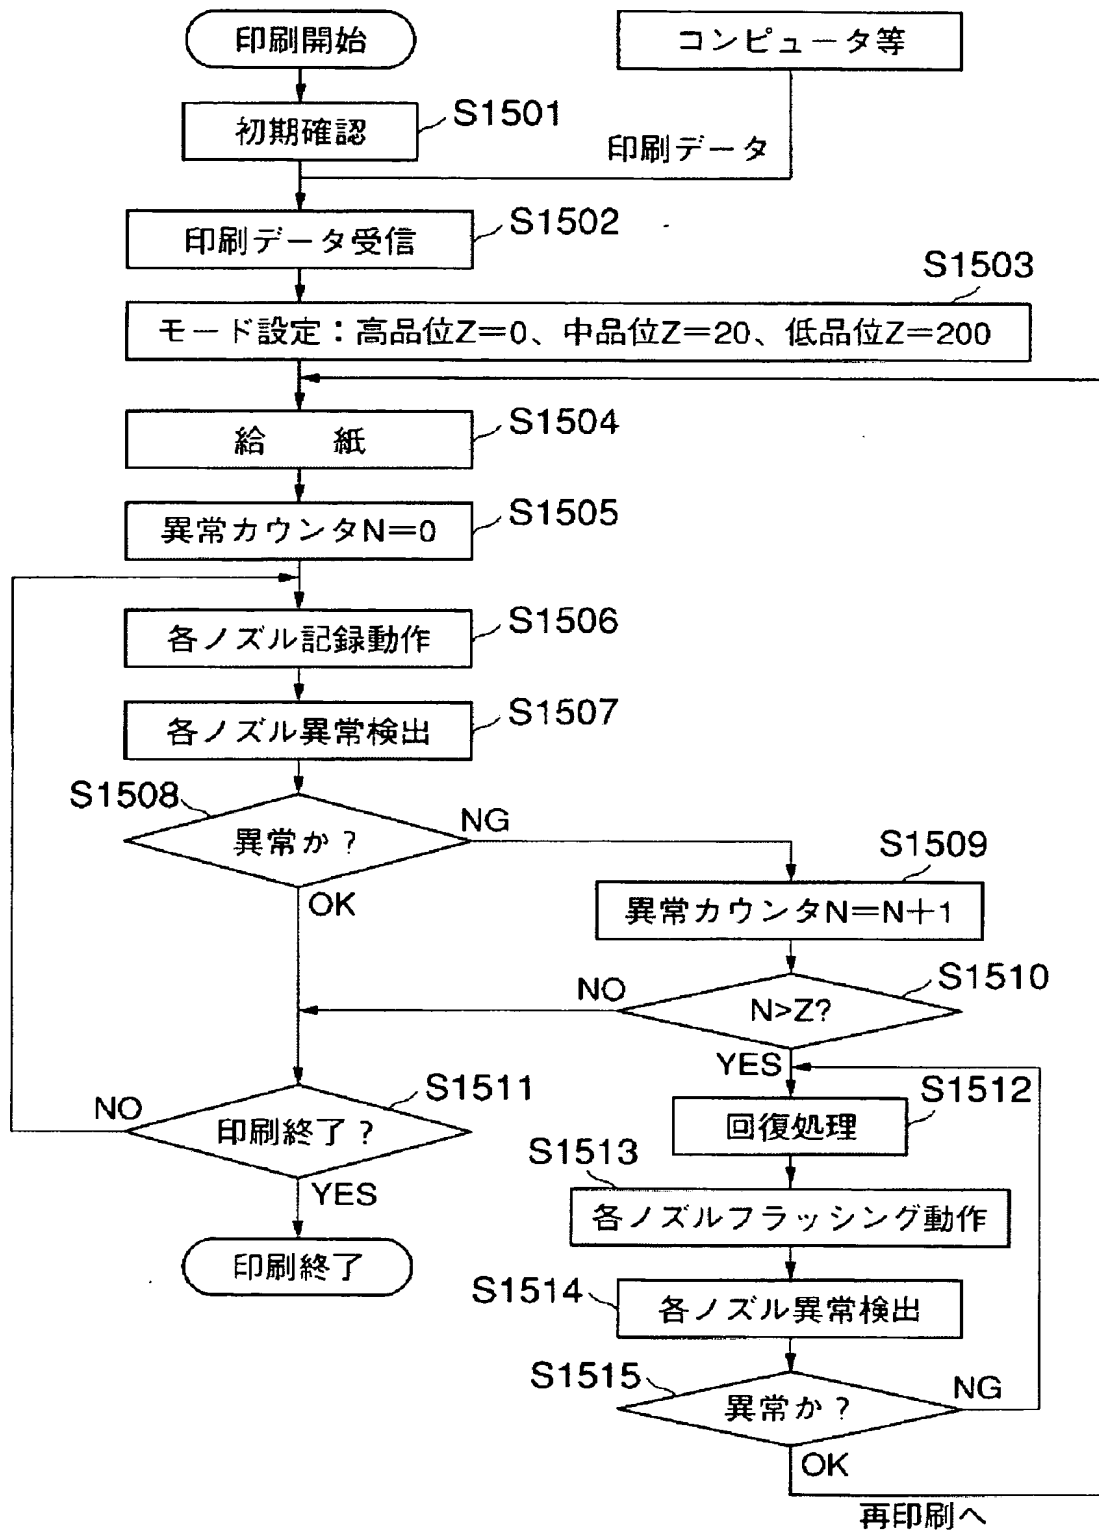 印刷開始
コンピュータ等
初期確認
S1501
印刷データ
印刷データ受信
S1502
S1503
モード設定：高品位Z=0、中品位Z=20、低品位Z=200
給　紙
S1504
異常カウンタN=0
S1505
各ノズル記録動作
S1506
各ノズル異常検出
S1507
S1508
異常か？
NG
OK
S1509
異常カウンタN=N+1
S1510
N>Z?
NO
YES
S1511
印刷終了？
NO
YES
印刷終了
S1512
回復処理
S1513
各ノズルフラッシング動作
S1514
各ノズル異常検出
S1515
異常か？
NG
OK
再印刷へ